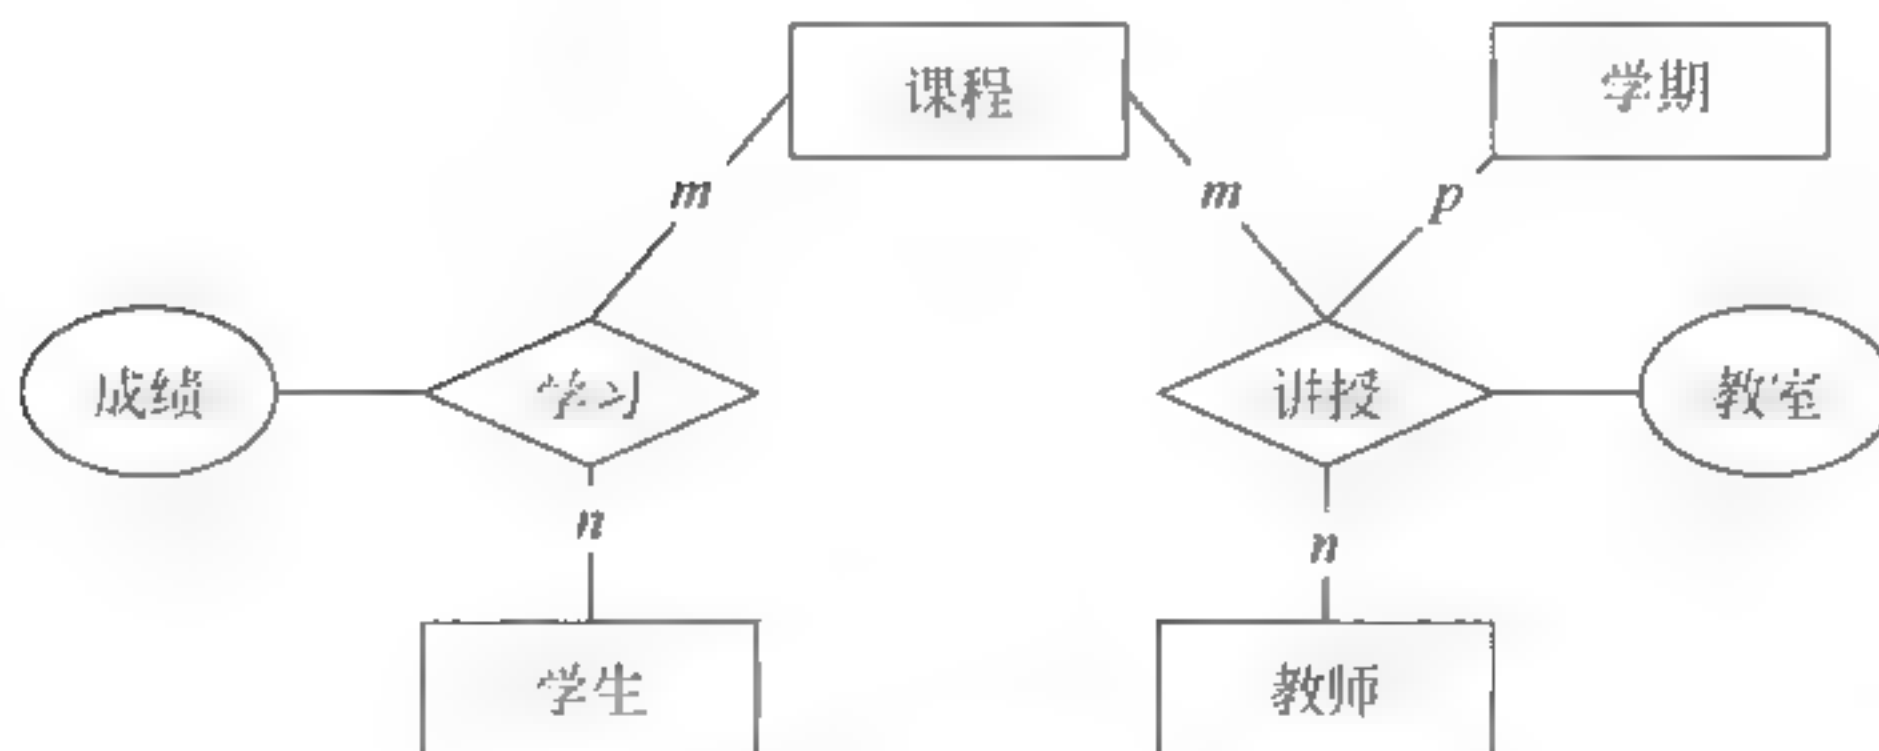 课程 学期
m m p
成绩 学习 讲授 教室
n n
学生 教师